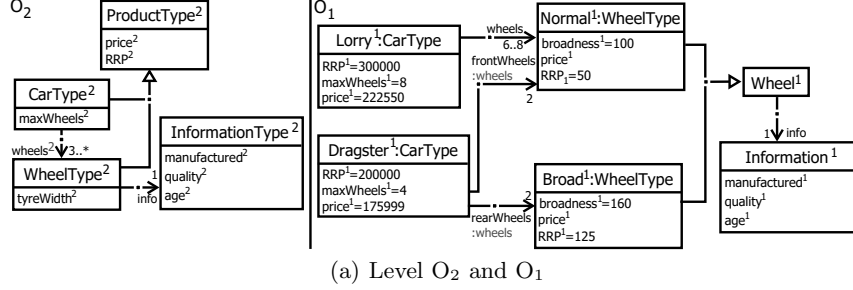 O2
ProductType2
price2
RRP2
CarType2
maxWheels2
wheels2
3..*
WheelType2
tyreWidth2
1
info
InformationType2
manufactured2
quality2
age2
O1
Lorry1:CarType
RRP1=300000
maxWheels1=8
price1=222550
wheels
6..8
frontWheels
:wheels
2
Normal1:WheelType
broadness1=100
price1
RRP1=50
Wheel1
1
info
Dragster1:CarType
RRP1=200000
maxWheels1=4
price1=175999
2
rearWheels
:wheels
Broad1:WheelType
broadness1=160
price1
RRP1=125
Information1
manufactured1
quality1
age1
(a) Level O2 and O1